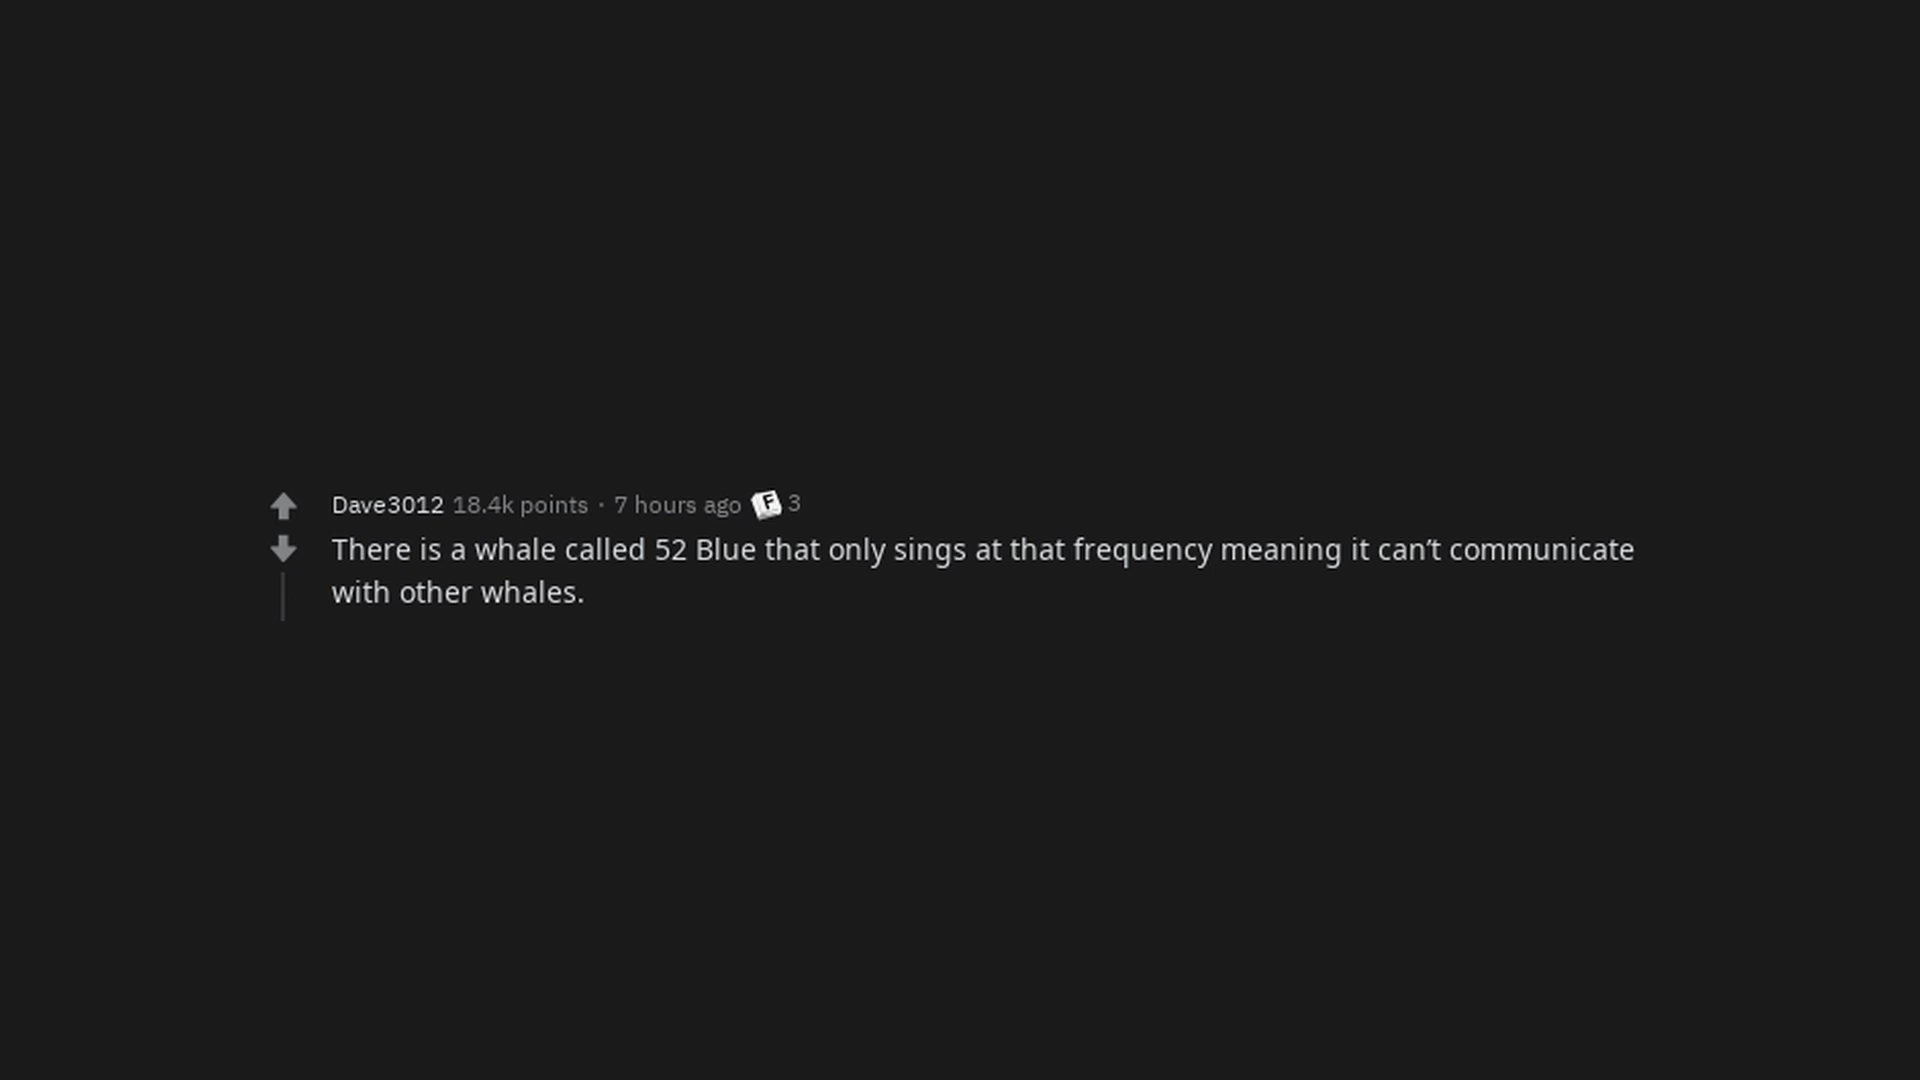 Dave3012 18.4k points · 7 hours ago F 3
There is a whale called 52 Blue that only sings at that frequency meaning it can’t communicate
with other whales.